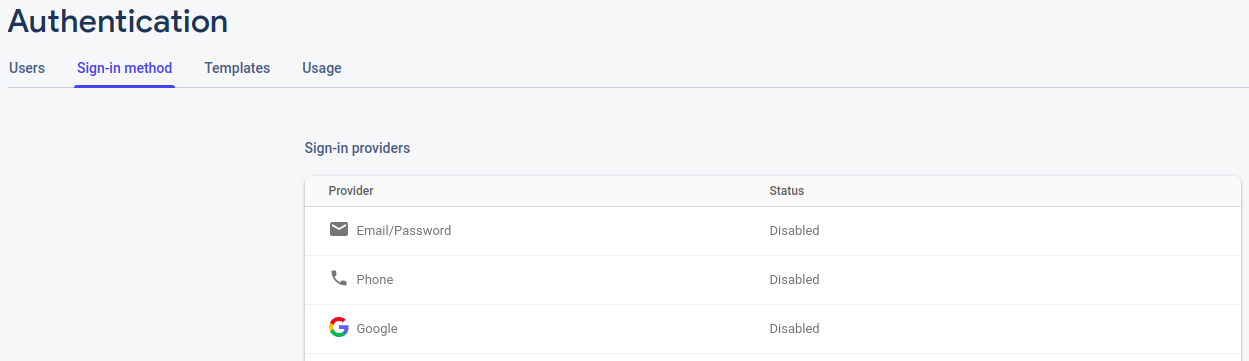 Authentication
Users Sign-in method Templates Usage
Sign-in providers
Provider Status
Email/Password Disabled
Phone Disabled
Google Disabled